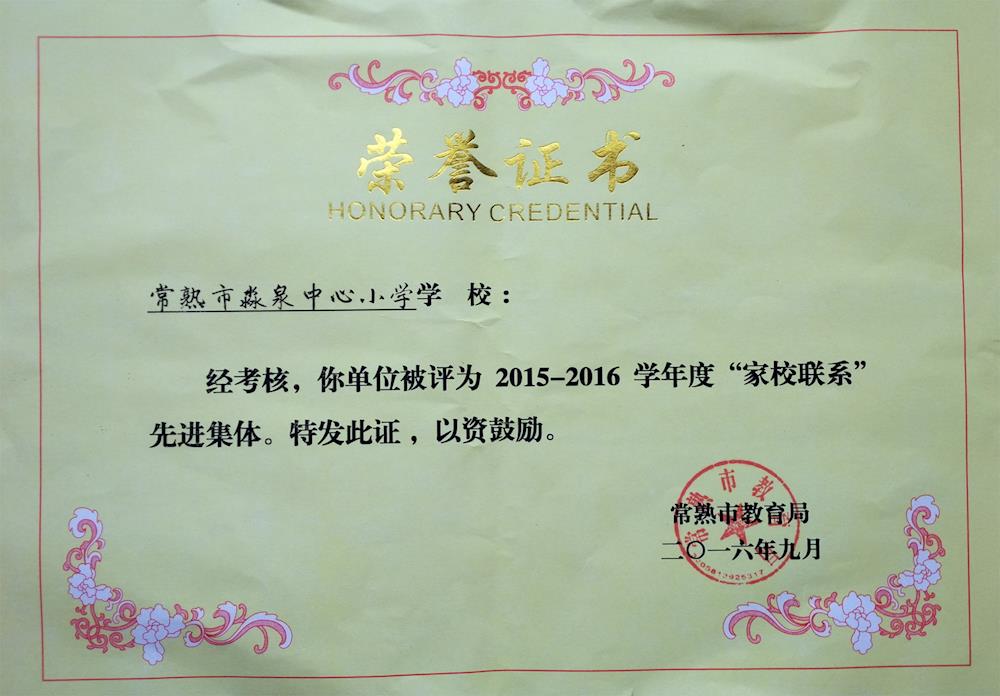 荣誉证书
HONORARY CREDENTIAL
常熟市淼泉中心小学学 校：
经考核，你单位被评为 2015-2016 学年度“家校联系”
先进集体。特发此证，以资鼓励。
常熟市教育局
二〇一六年九月